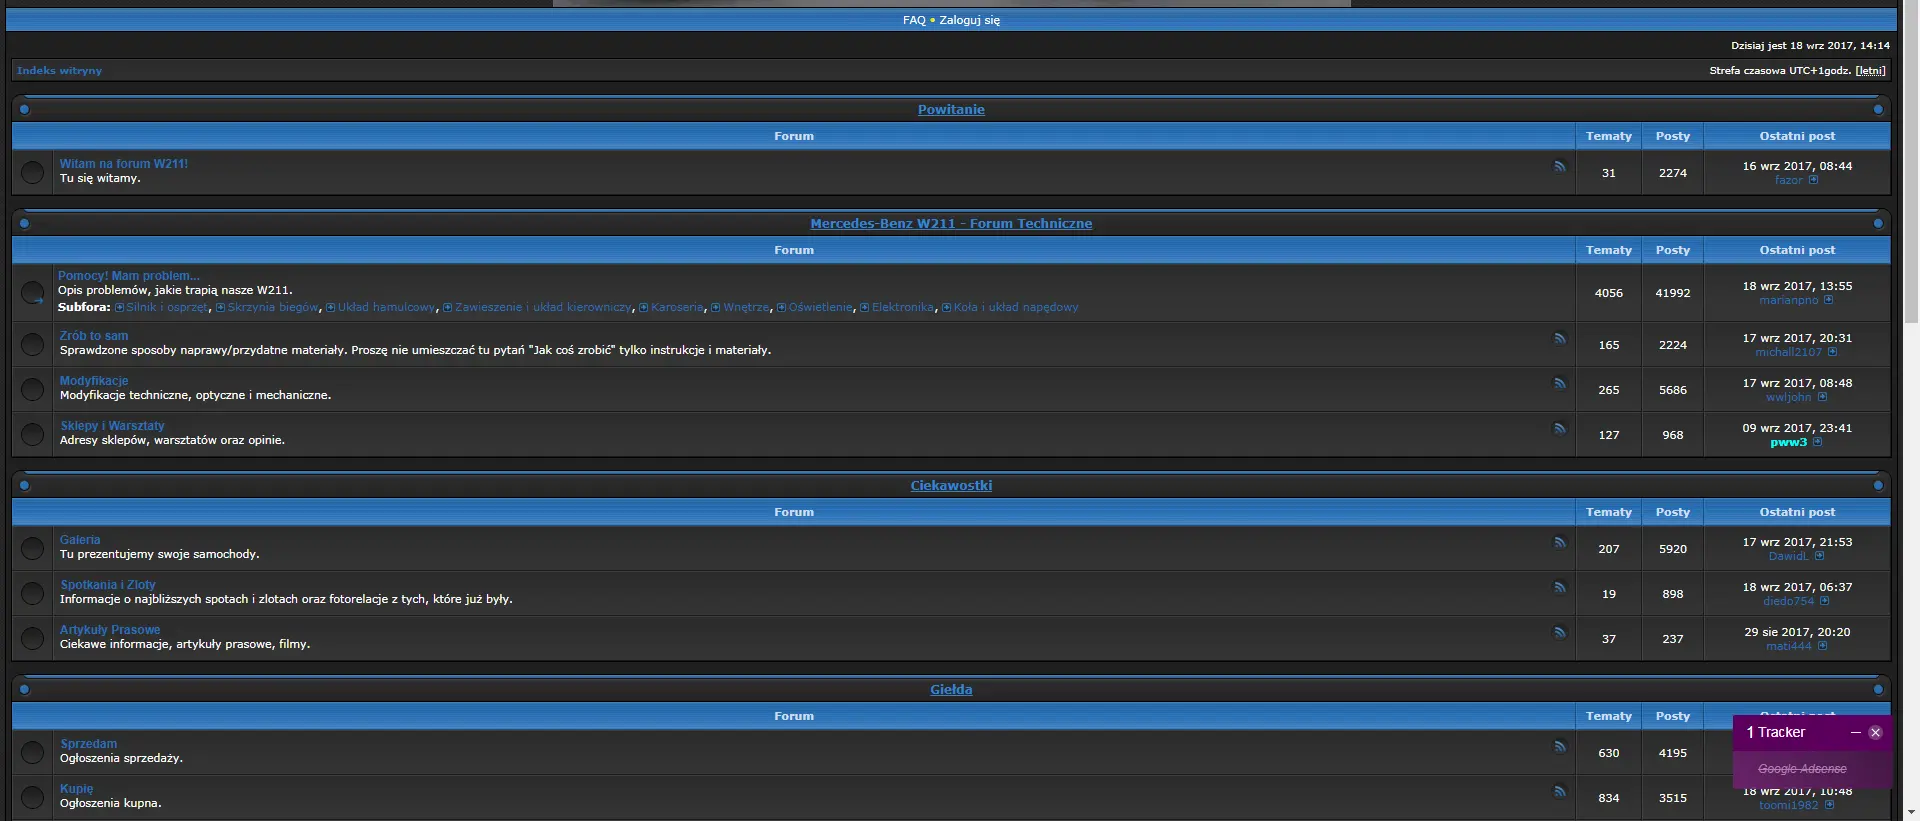 FAQ • Zaloguj się
Dzisiaj jest 18 wrz 2017, 14:14
Indeks witryny
Strefa czasowa UTC+1godz. [letni]
Powitanie
Forum Tematy Posty Ostatni post
Witam na forum W211!
Tu się witamy.
31 2274 16 wrz 2017, 08:44
fazor
Mercedes-Benz W211 - Forum Techniczne
Forum Tematy Posty Ostatni post
Pomocy! Mam problem...
Opis problemów, jakie trapią nasze W211.
Subfora: Silnik i osprzęt, Skrzynia biegów, Układ hamulcowy, Zawieszenie i układ kierowniczy, Karoseria, Wnętrze, Oświetlenie, Elektronika, Koła i układ napędowy
4056 41992 18 wrz 2017, 13:55
marianpno
Zrób to sam
Sprawdzone sposoby naprawy/przydatne materiały. Proszę nie umieszczać tu pytań "Jak coś zrobić" tylko instrukcje i materiały.
165 2224 17 wrz 2017, 20:31
michall2107
Modyfikacje
Modyfikacje techniczne, optyczne i mechaniczne.
265 5686 17 wrz 2017, 08:48
wwljohn
Sklepy i Warsztaty
Adresy sklepów, warsztatów oraz opinie.
127 968 09 wrz 2017, 23:41
pww3
Ciekawostki
Forum Tematy Posty Ostatni post
Galeria
Tu prezentujemy swoje samochody.
207 5920 17 wrz 2017, 21:53
DawidL
Spotkania i Zloty
Informacje o najbliższych spotach i zlotach oraz fotorelacje z tych, które już były.
19 898 18 wrz 2017, 06:37
diedo754
Artykuły Prasowe
Ciekawe informacje, artykuły prasowe, filmy.
37 237 29 sie 2017, 20:20
mati444
Giełda
Forum Tematy Posty Ostatni post
Sprzedam
Ogłoszenia sprzedaży.
630 4195
1 Tracker
Google Adsense
Kupię
Ogłoszenia kupna.
834 3515 18 wrz 2017, 10:48
toomi1982